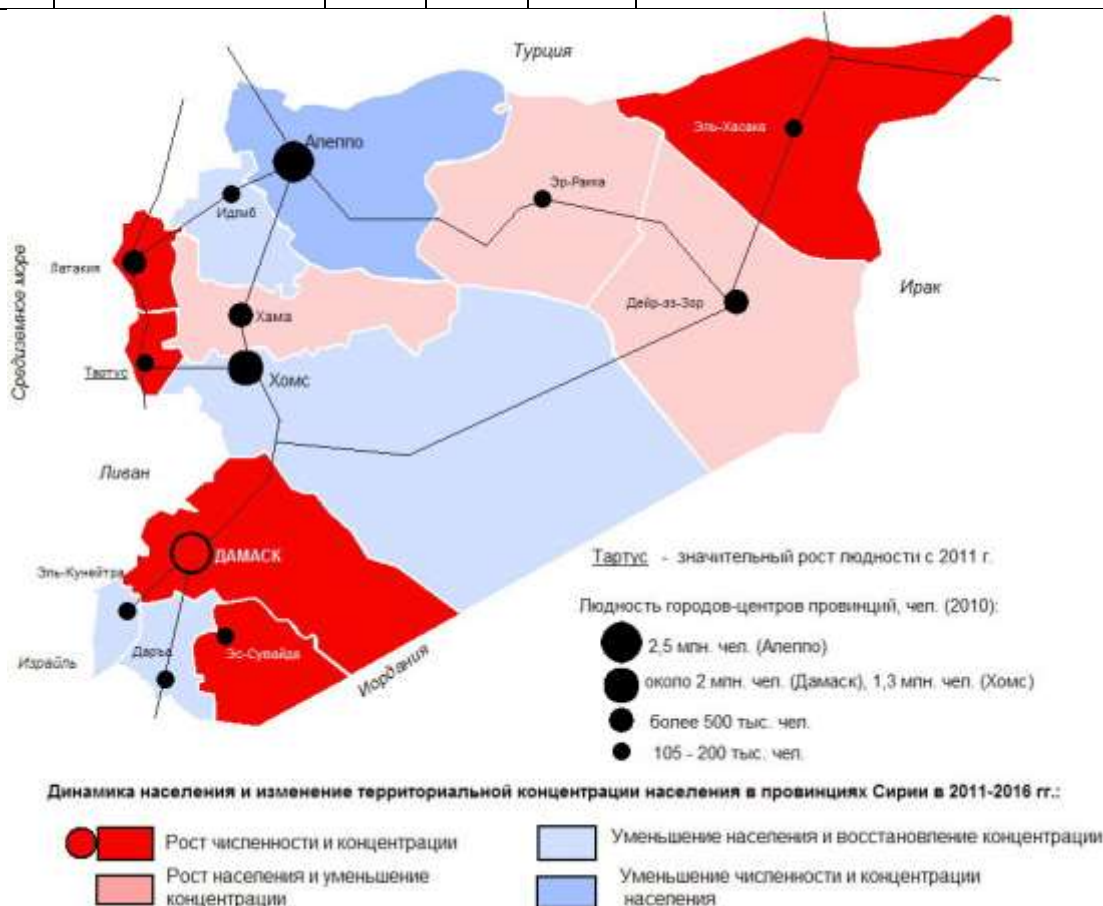 Турция
Алеппо
Эль-Хасака
Эр-Ракка
Идлиб
Средиземное море
Латакия
Ирак
Дейр-эз-Зор
Хама
Тартус
Хомс
Ливан
ДАМАСК
Эль-Кунейтра
Израйль
Даръа
Эс-Сувайда
Иордания
Тартус - значительный рост людности с 2011 г.
Людность городов-центров провинций, чел. (2010):
2,5 млн. чел. (Алеппо)
около 2 млн. чел. (Дамаск), 1,3 млн. чел. (Хомс)
более 500 тыс. чел.
105 - 200 тыс. чел.
Динамика населения и изменение территориальной концентрации населения в провинциях Сирии в 2011-2016 гг.:
Рост численности и концентрации
Уменьшение населения и восстановление концентрации
Рост населения и уменьшение
концентрации
Уменьшение численности и концентрации
населения